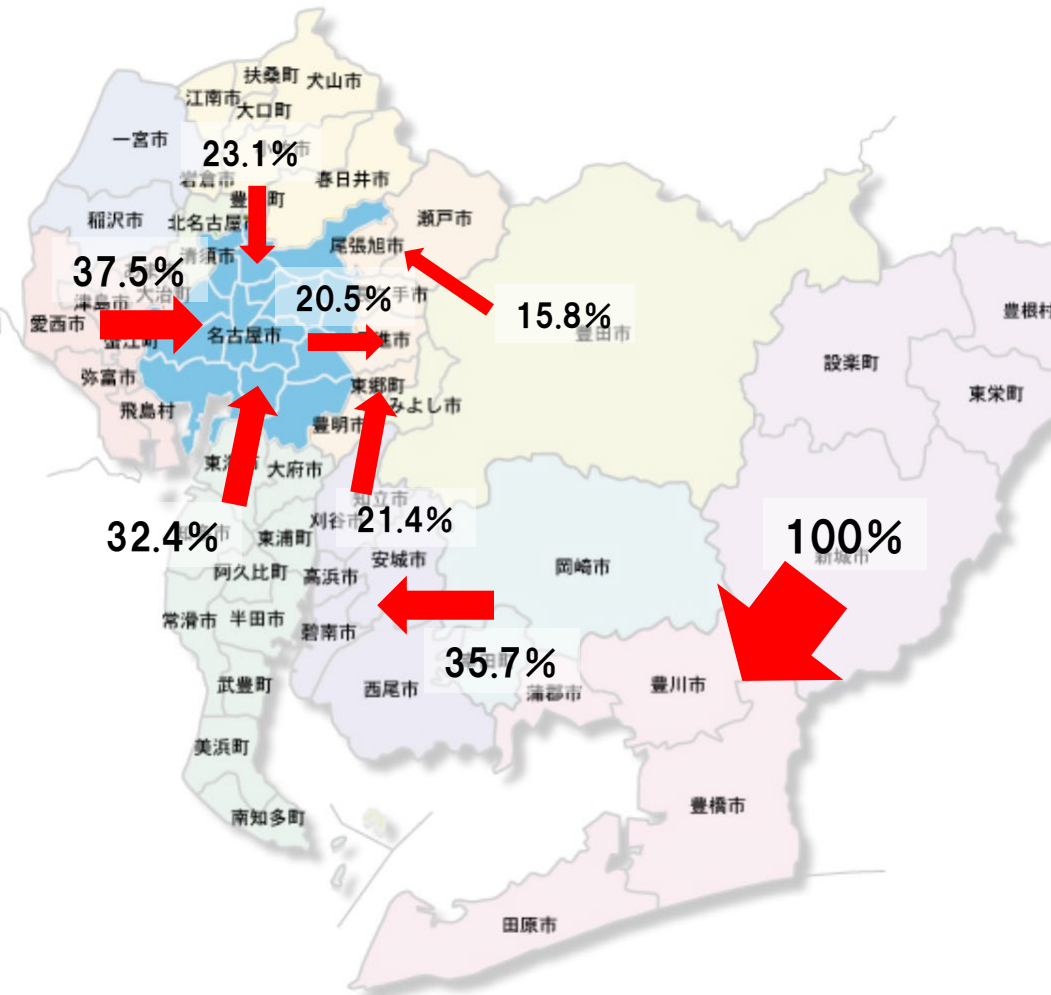 扶桑町
犬山市
江南市
大口町
一宮市
23.1%
岩倉市
春日井市
稲沢市
北名古屋市
瀬戸市
尾張旭市
清須市
37.5%
大治町
20.5%
津島市
15.8%
愛西市
名古屋市
豊田市
豊根村
蟹江町
設楽町
弥富市
東郷町
みよし市
東栄町
飛島村
豊明市
大府市
知立市
32.4%
刈谷市
21.4%
100%
東浦町
安城市
新城市
岡崎市
阿久比町
高浜市
常滑市
半田市
碧南市
35.7%
武豊町
西尾市
蒲郡市
豊川市
美浜町
豊橋市
南知多町
田原市